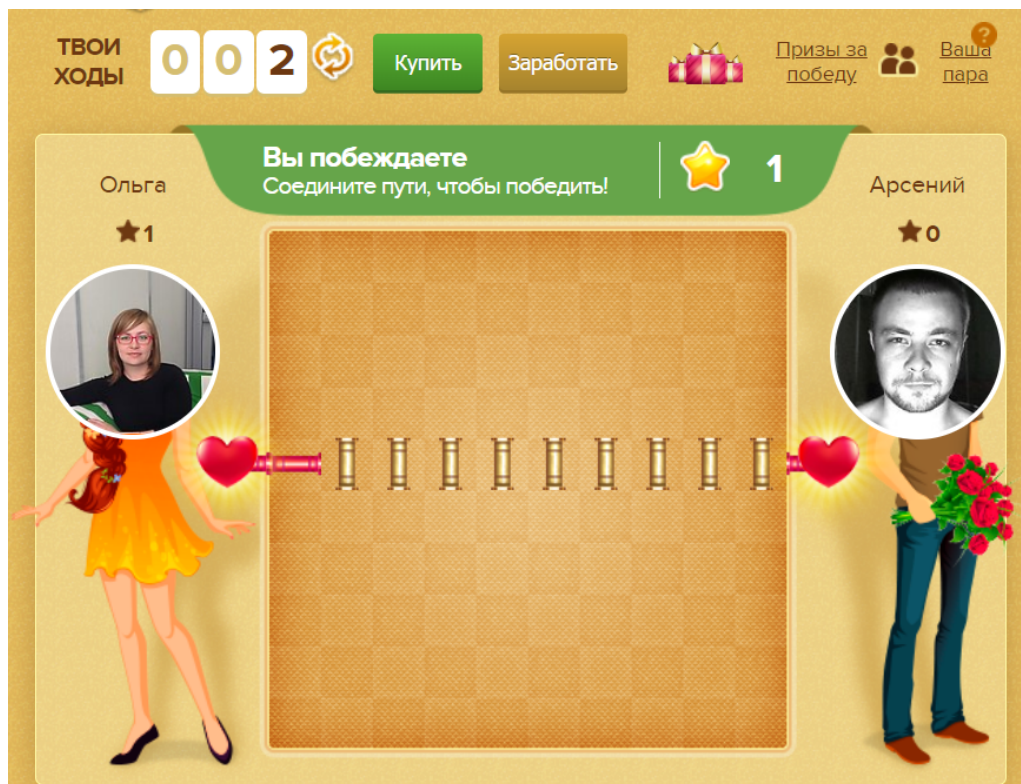 ТВОИ
ХОДЫ
0 0 2
Купить
Заработать
Призы за
победу
?
Ваша
пара
Вы побеждаете
Соедините пути, чтобы победить!
1
Ольга
1
Арсений
0